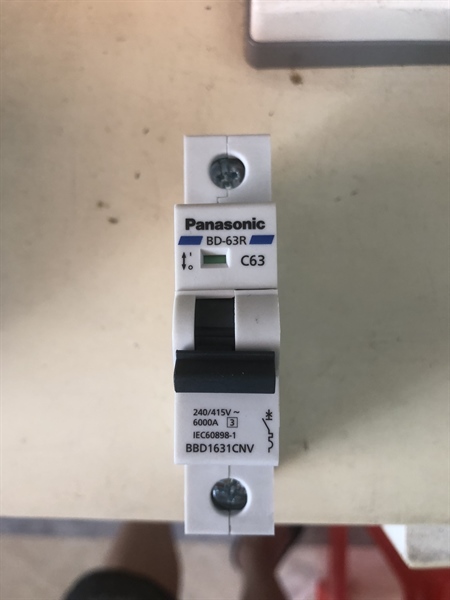 Panasonic
BD-63R
I
O
C63
240/415V ~
6000A 3
IEC60898-1
BBD1631CNV